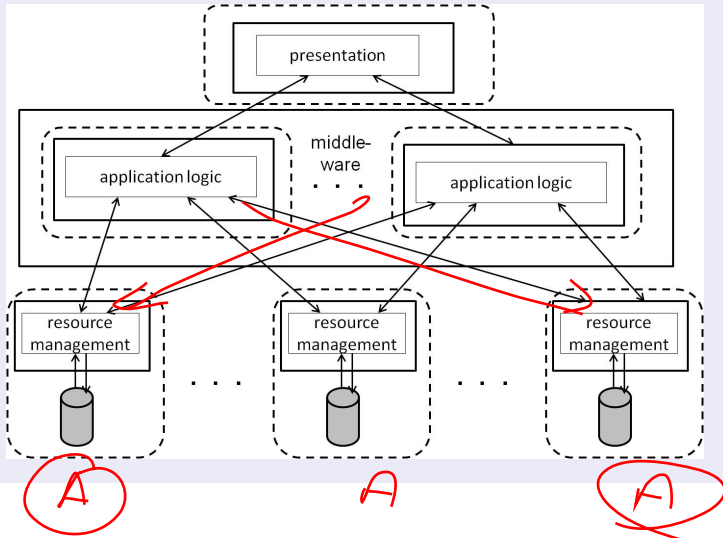 presentation
middle-
ware
. . .
application logic
application logic
resource
management
resource
management
resource
management
. . .
. . .
A
A
A